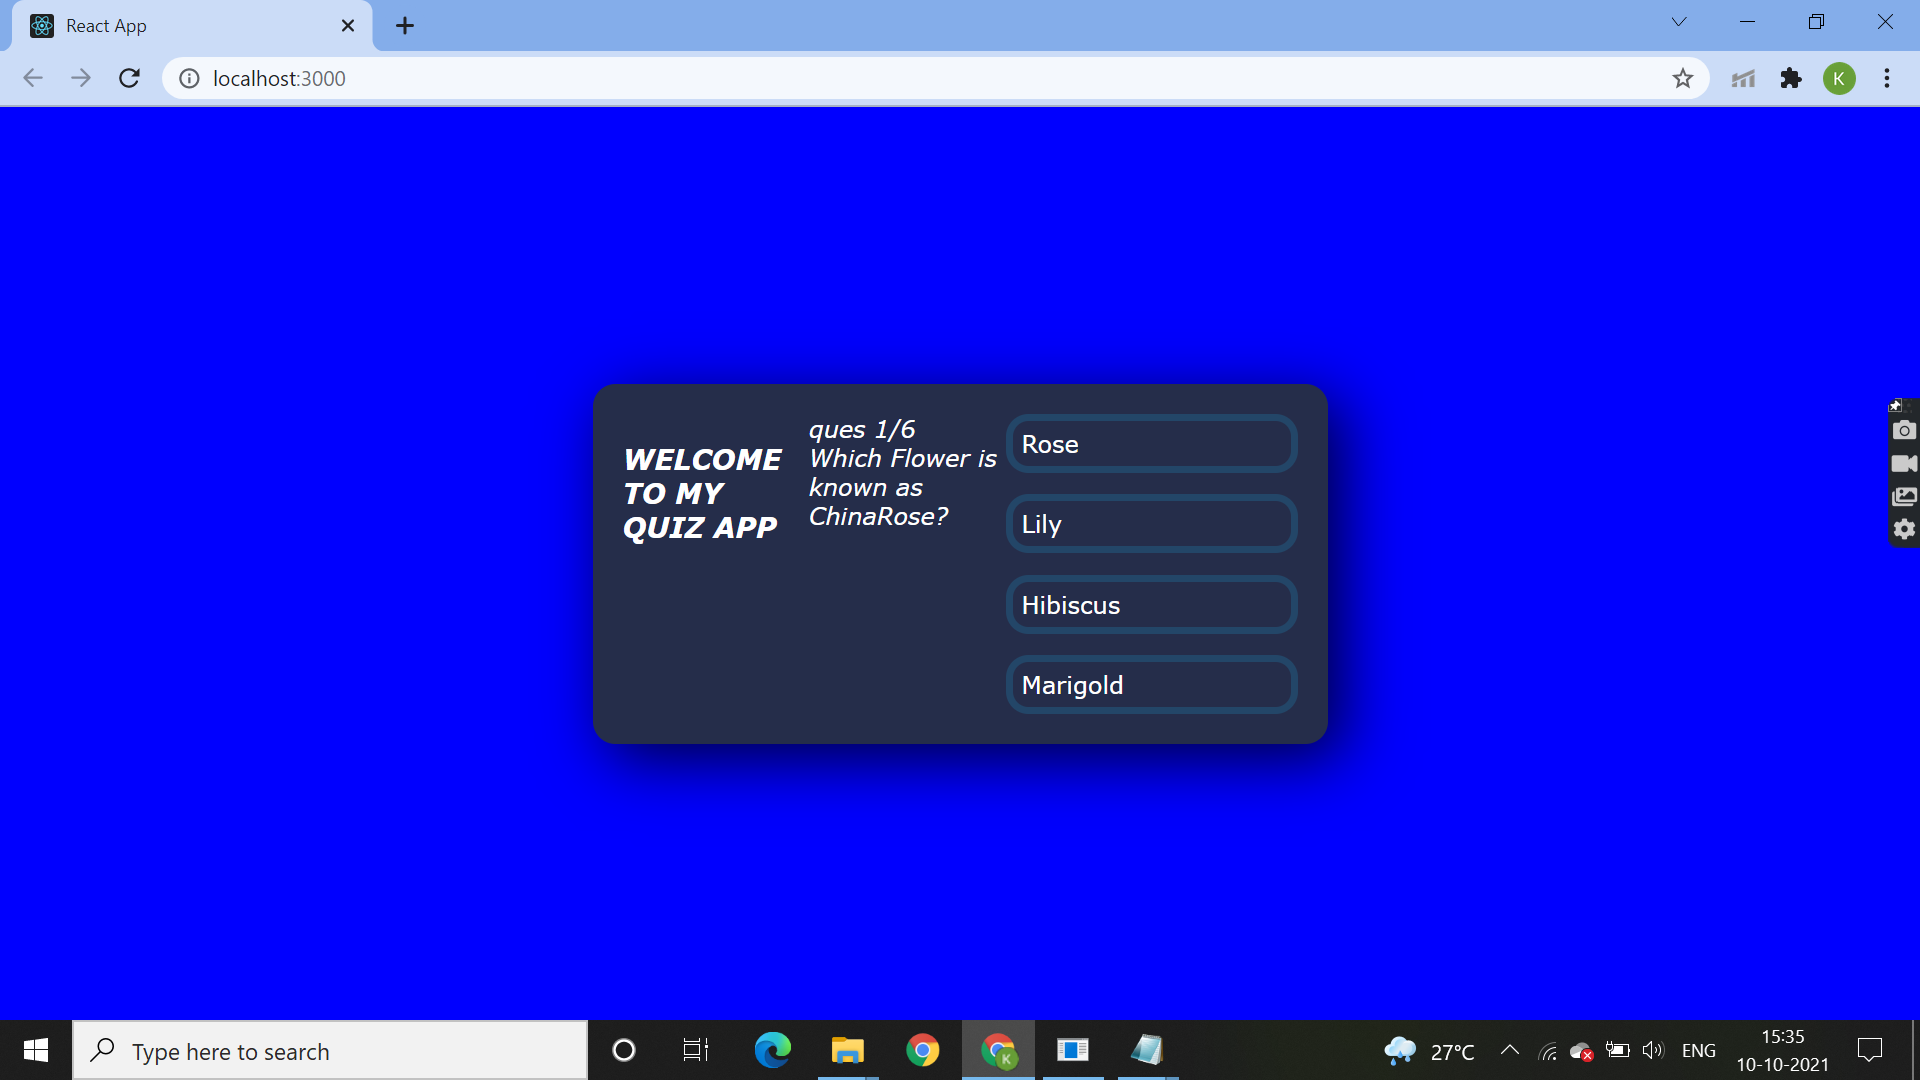 React App
localhost:3000
K
WELCOME
TO MY
QUIZ APP
ques 1/6
Which Flower is
known as
ChinaRose?
Rose
Lily
Hibiscus
Marigold
Type here to search
K
27°C
ENG
15:35
10-10-2021